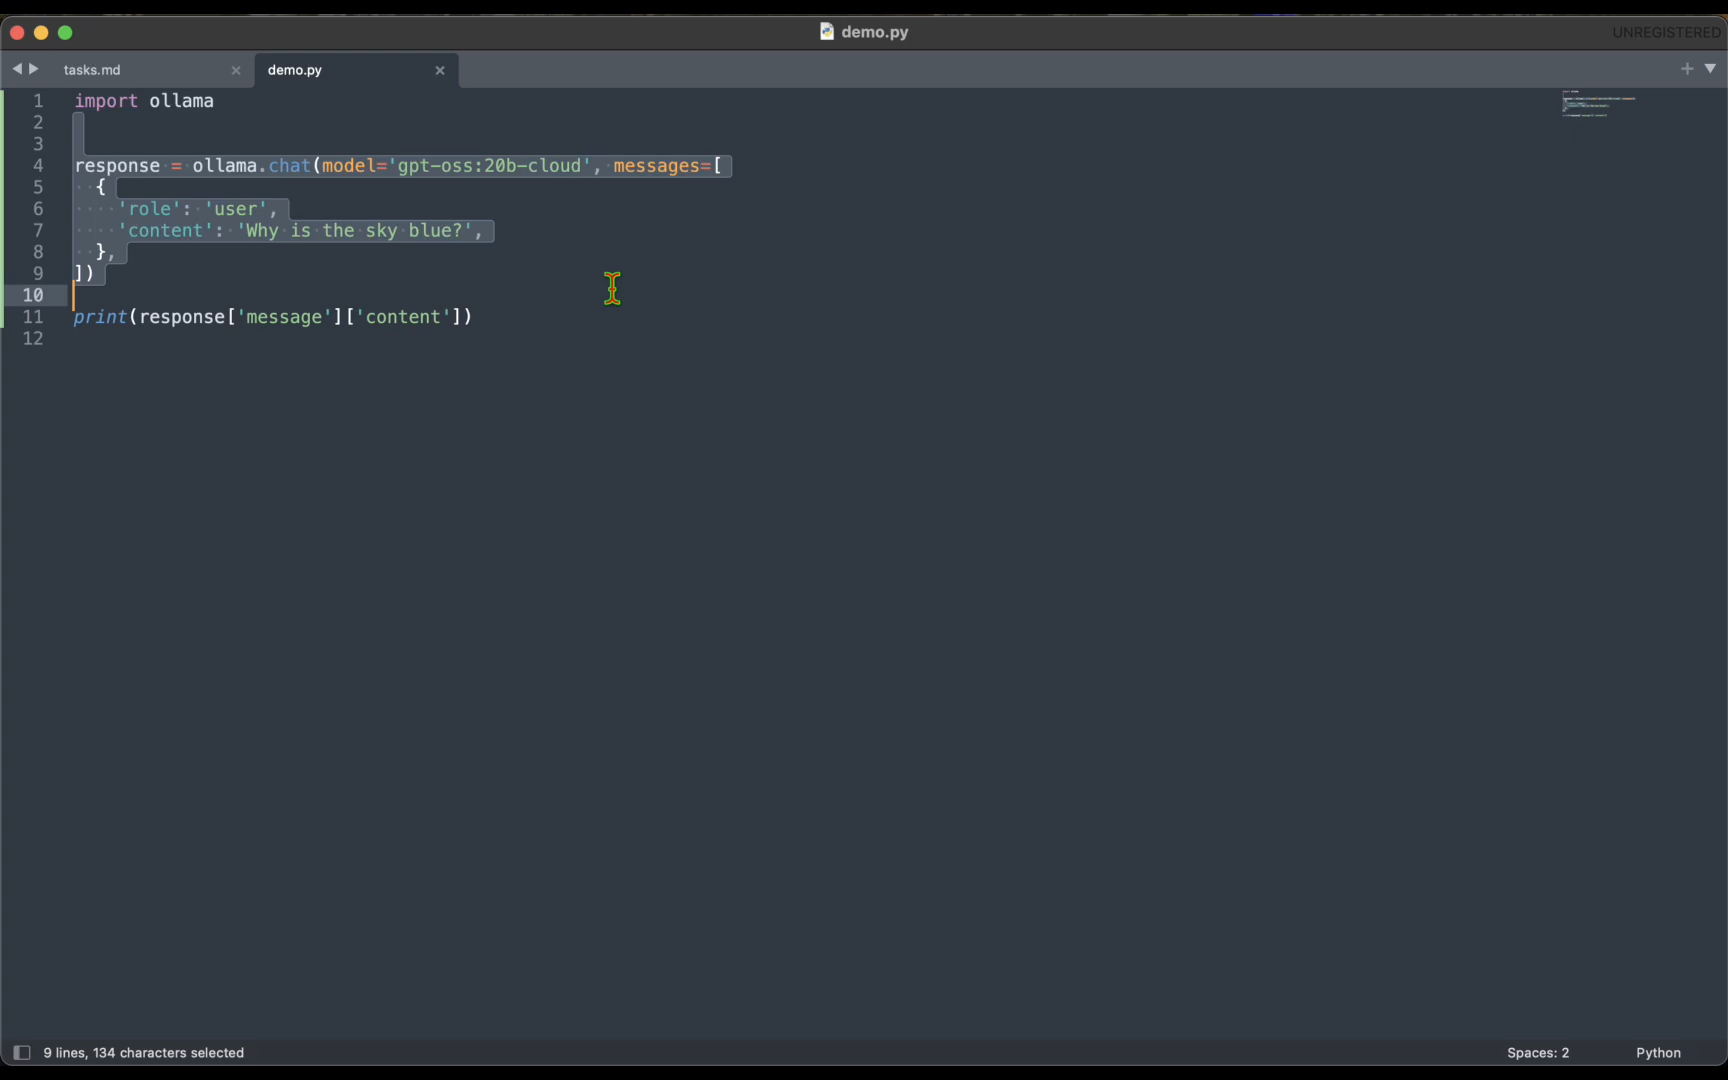 demo.py
UNREGISTERED
tasks.md
demo.py
1 import ollama
2
3
4 response = ollama.chat(model='gpt-oss:20b-cloud', messages=[
5   {
6     'role': 'user',
7     'content': 'Why is the sky blue?',
8   },
9 ])
10
11 print(response['message']['content'])
12
9 lines, 134 characters selected
Spaces: 2
Python